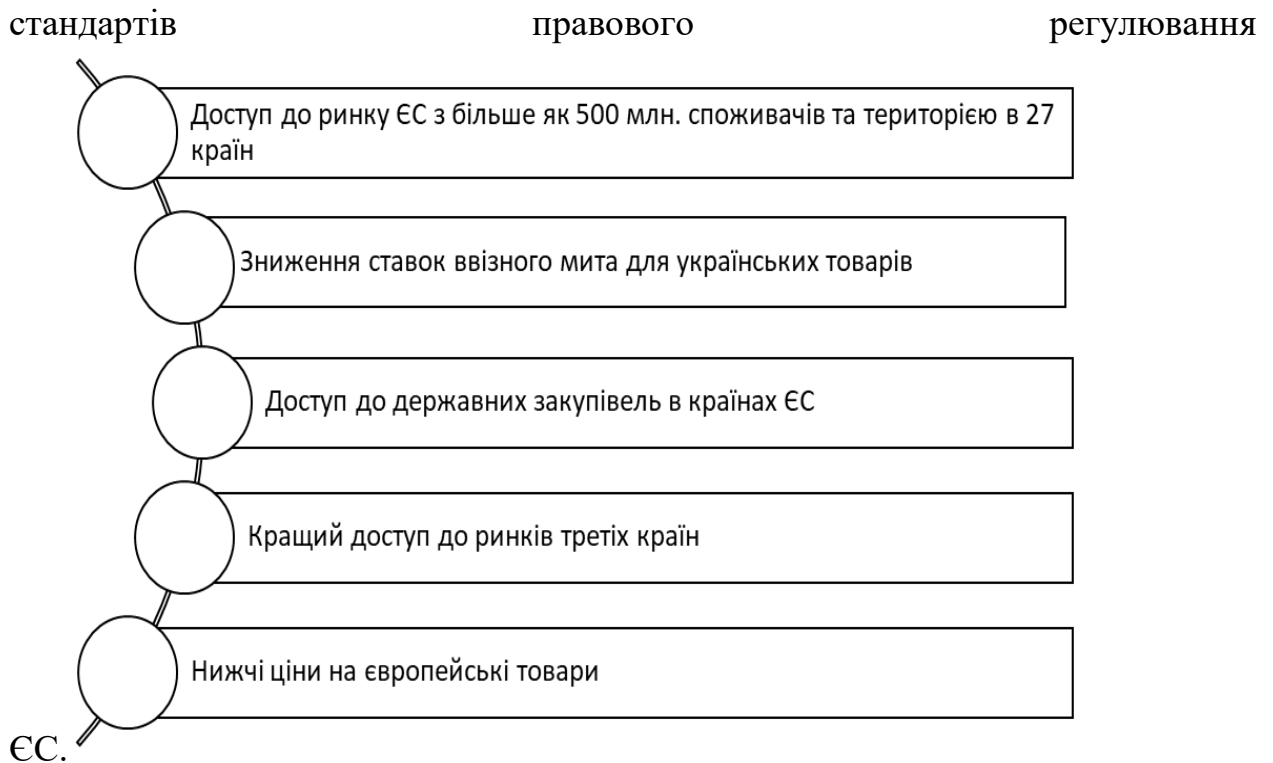 стандартів правового регулювання
Доступ до ринку ЄС з більше як 500 млн. споживачів та територією в 27
країн
Зниження ставок ввізного мита для українських товарів
Доступ до державних закупівель в країнах ЄС
Кращий доступ до ринків третіх країн
Нижчі ціни на європейські товари
ЄС.